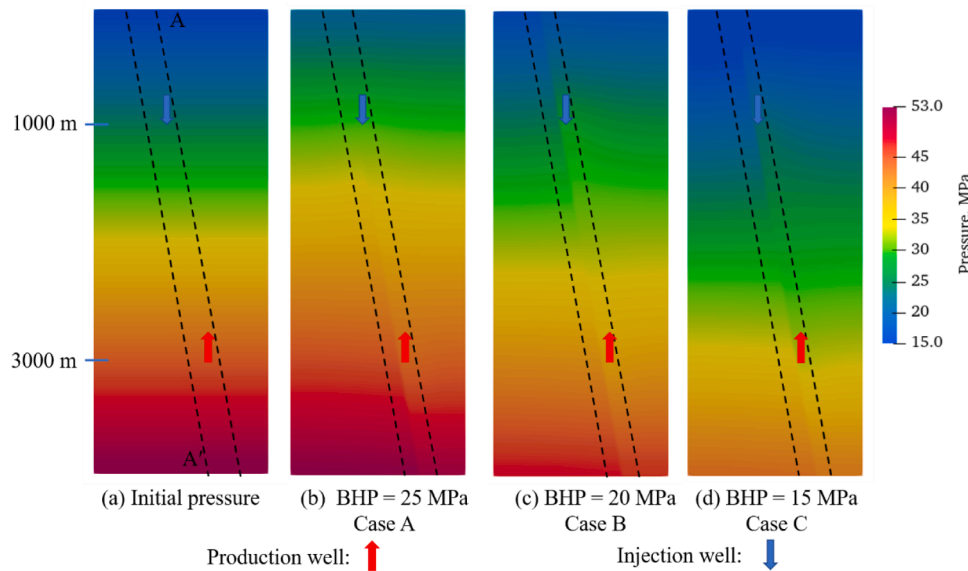 A
1000 m
3000 m
A'
53.0
45
40
35
30
25
20
15.0
Pressure, MPa
(a) Initial pressure
(b) BHP = 25 MPa
Case A
(c) BHP = 20 MPa
Case B
(d) BHP = 15 MPa
Case C
Production well:
Injection well: